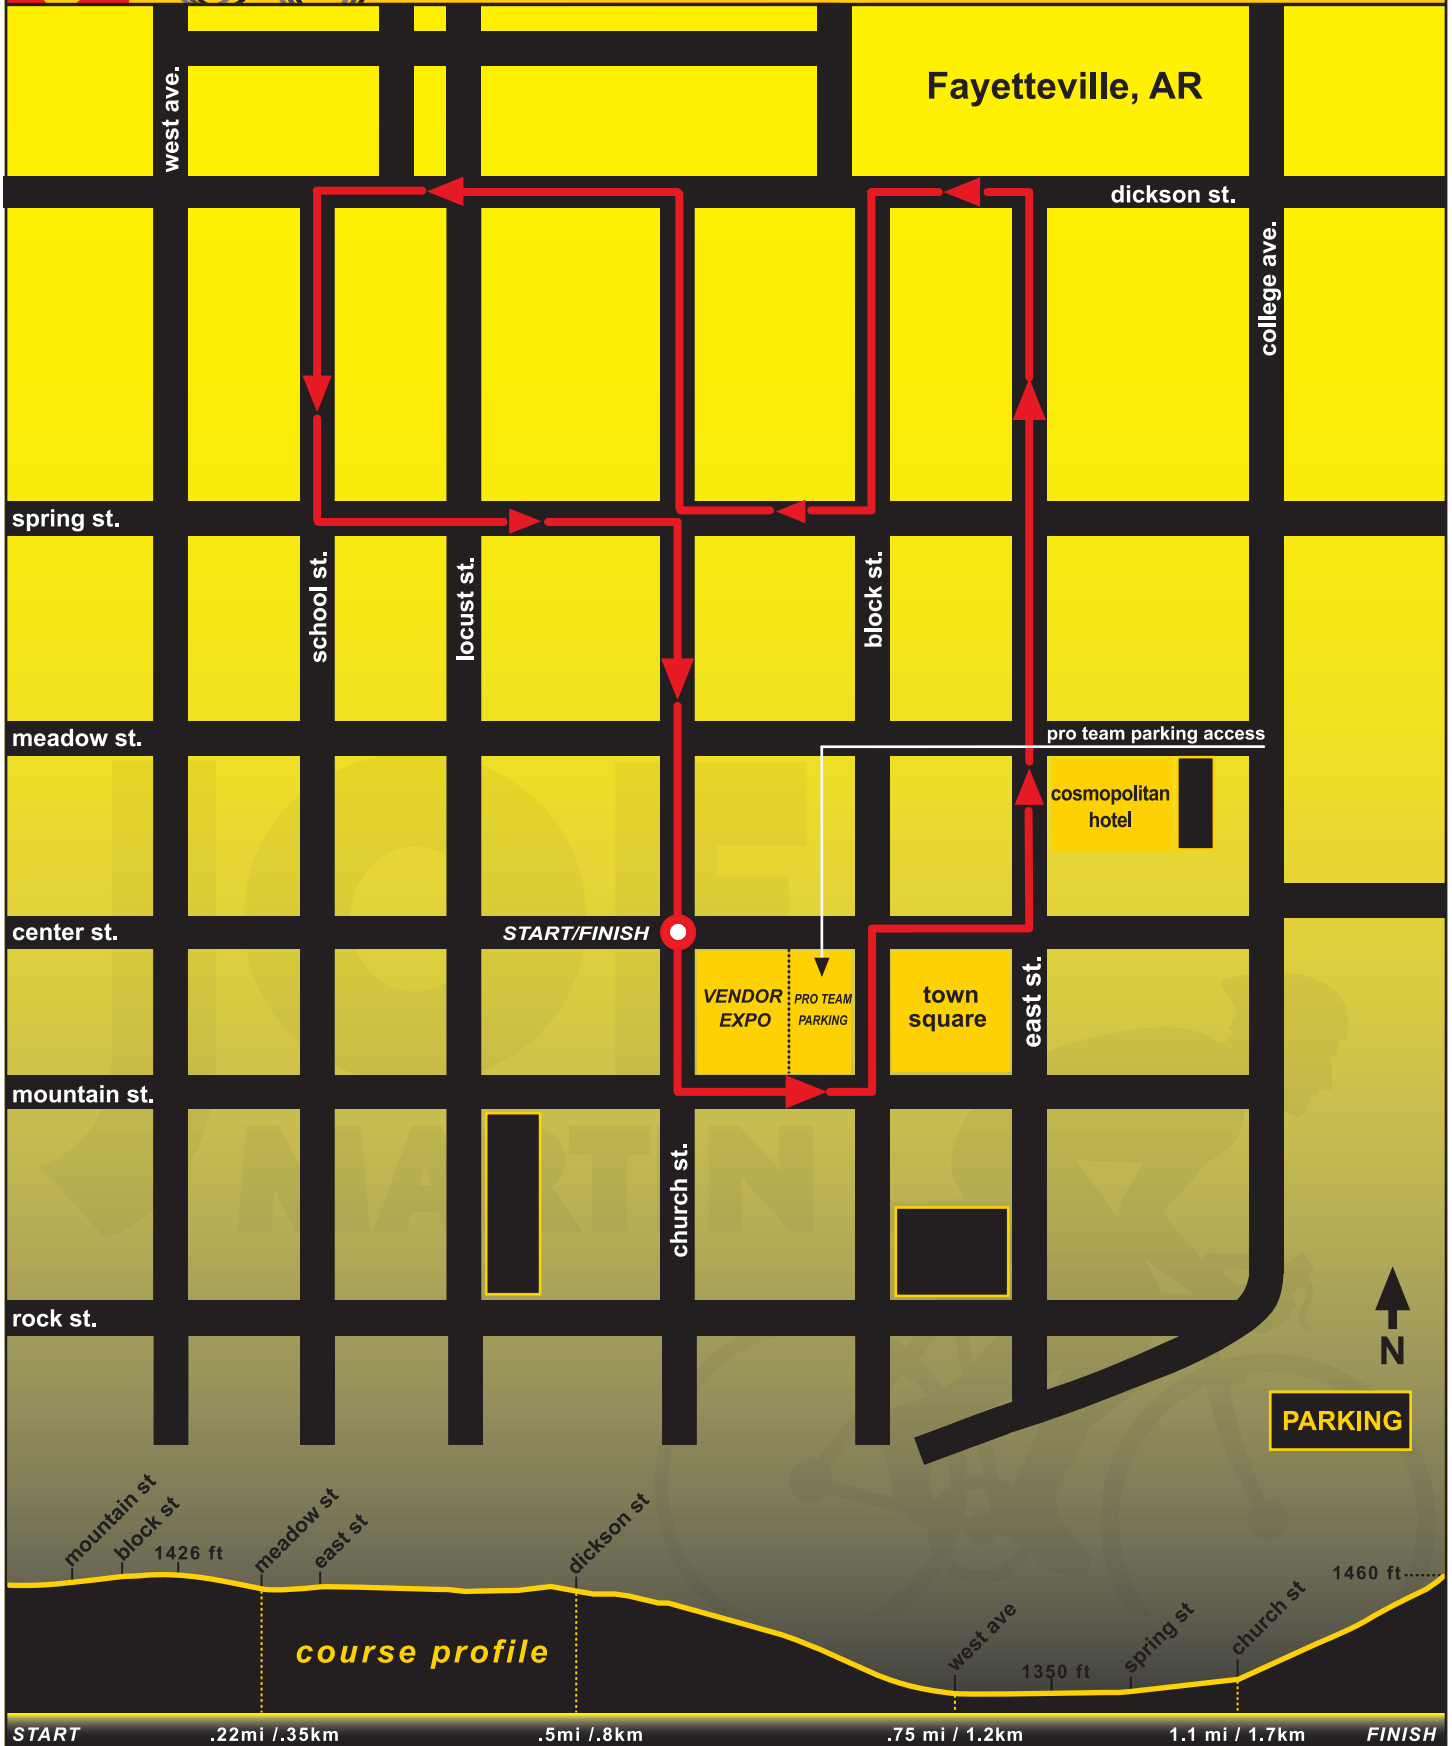 Fayetteville, AR
west ave.
dickson st.
college ave.
spring st.
school st.
locust st.
block st.
meadow st.
pro team parking access
cosmopolitan
hotel
center st.
START/FINISH
VENDOR
EXPO
PRO TEAM
PARKING
town
square
east st.
mountain st.
church st.
JOE
MARTIN
rock st.
N
PARKING
mountain st
block st
1426 ft
meadow st
east st
dickson st
1460 ft
church st
west ave
1350 ft
spring st
course profile
START
.22mi /.35km
.5mi /.8km
.75 mi / 1.2km
1.1 mi / 1.7km
FINISH